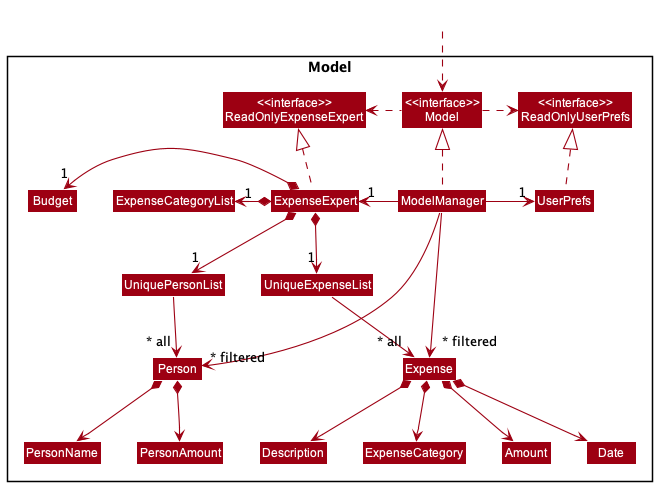 Model
<<interface>>
ReadOnlyExpenseExpert
<<interface>>
Model
<<interface>>
ReadOnlyUserPrefs
1
Budget
ExpenseCategoryList
1
ExpenseExpert
1
ModelManager
1
UserPrefs
1
1
UniquePersonList
UniqueExpenseList
* all
* filtered
* all
* filtered
Person
Expense
PersonName
PersonAmount
Description
ExpenseCategory
Amount
Date